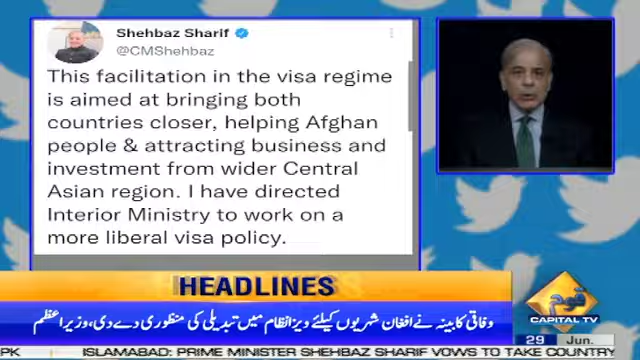 Shehbaz Sharif
@CMShehbaz
This facilitation in the visa regime
is aimed at bringing both
countries closer, helping Afghan
people & attracting business and
investment from wider Central
Asian region. I have directed
Interior Ministry to work on a
more liberal visa policy.
HEADLINES
وفاقی کابینہ نے افغان شہریوں کیلئے ویزا نظام میں تبدیلی کی منظوری دے دی، وزیراعظم
قوم
CAPITAL TV
29 Jun.
PK ISLAMABAD: PRIME MINISTER SHEHBAZ SHARIF VOWS TO TAKE COUNTRY